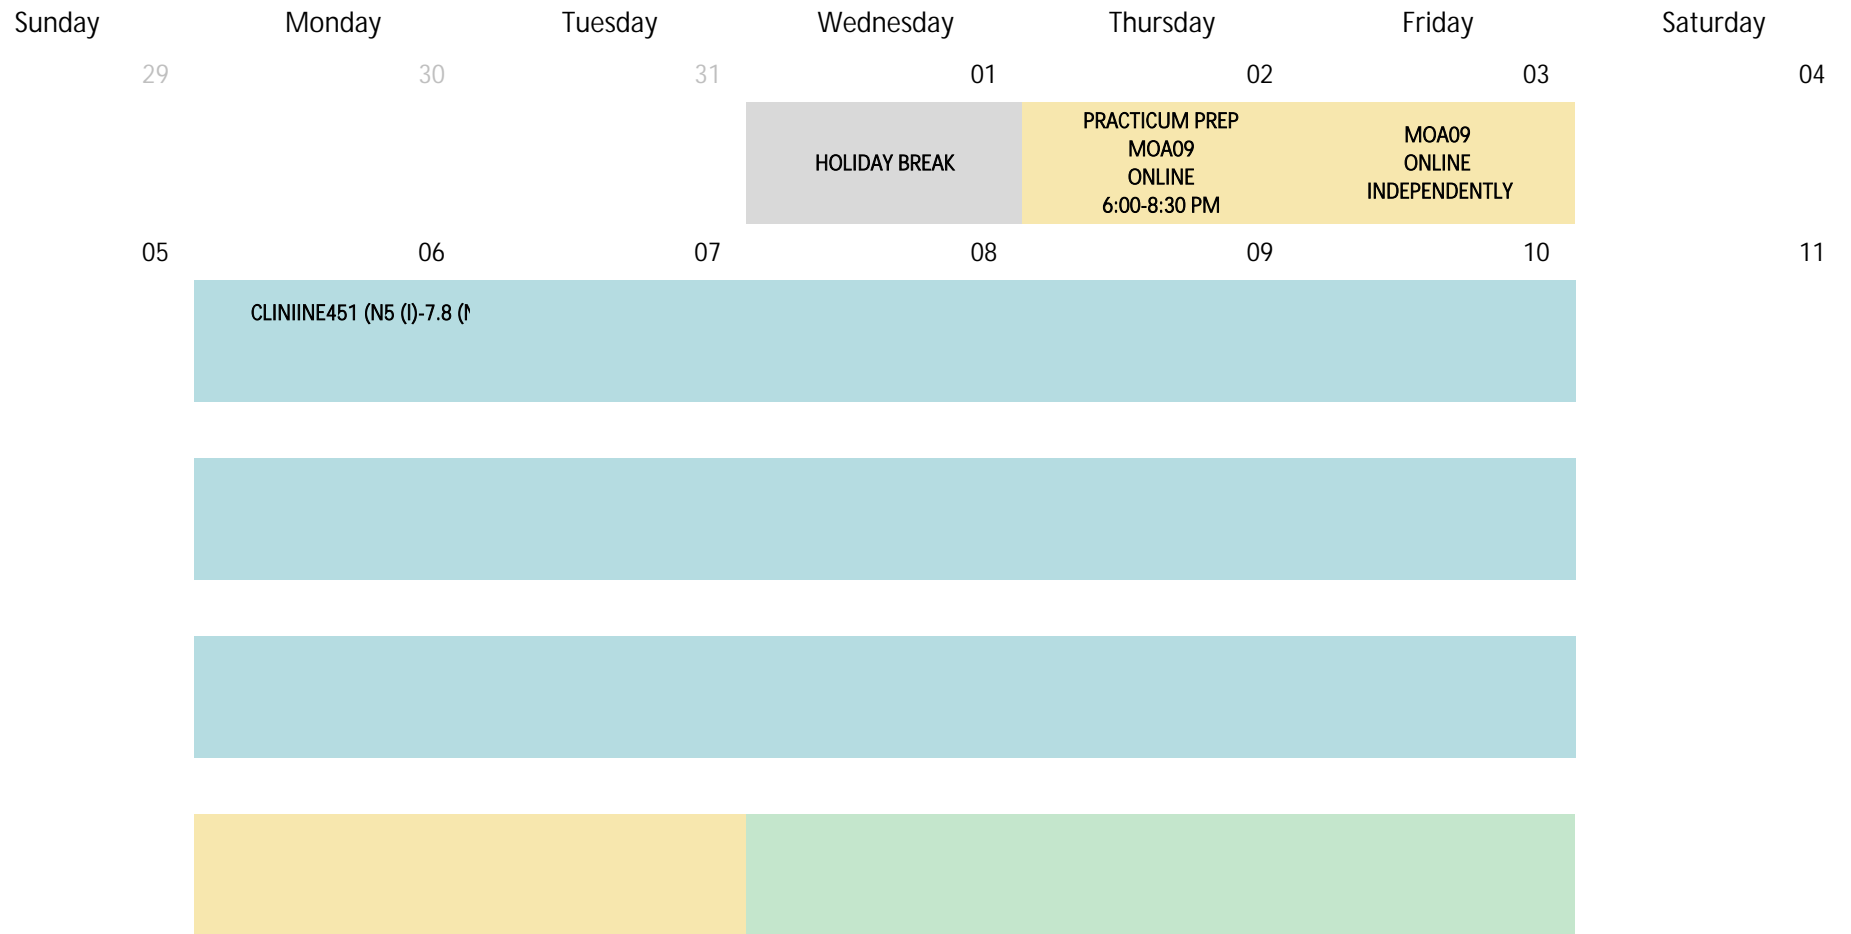 Sunday Monday Tuesday Wednesday Thursday Friday Saturday
29 30 31 01 02 03 04
HOLIDAY BREAK
PRACTICUM PREP
MOA09
ONLINE
6:00-8:30 PM
MOA09
ONLINE
INDEPENDENTLY
05 06 07 08 09 10 11
CLINIINE451 (N5 (I)-7.8 (